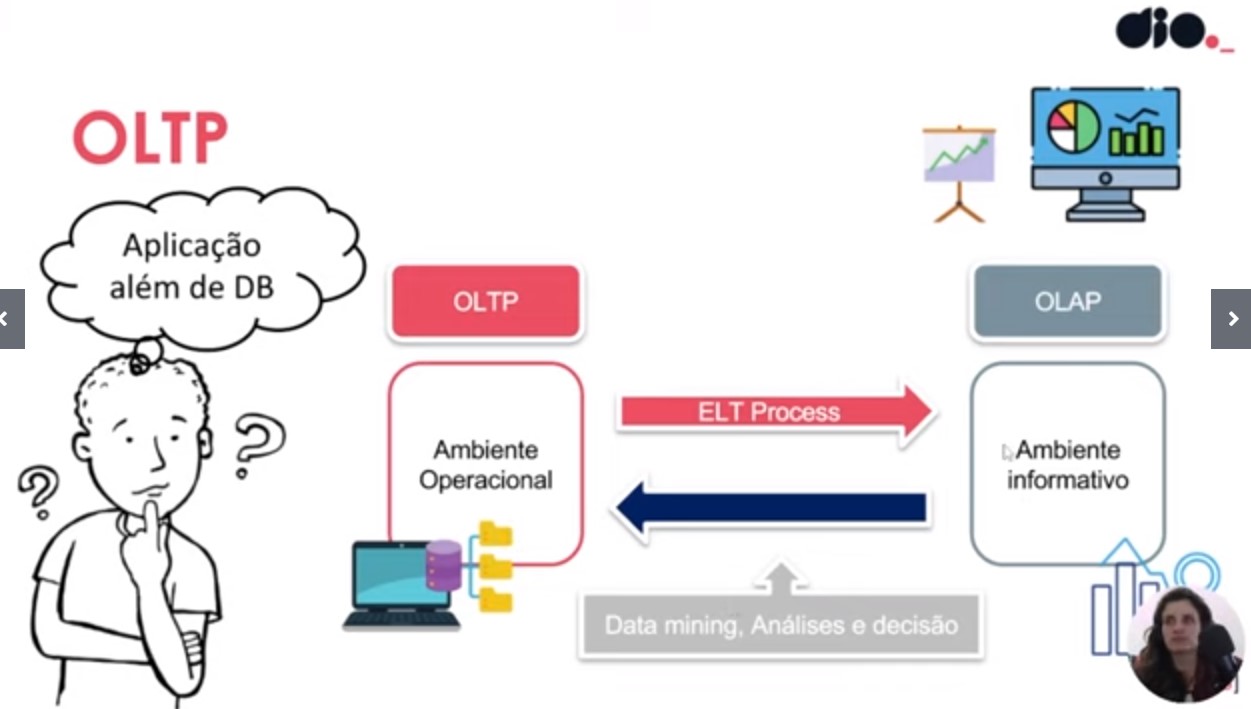 dio._
OLTP
Aplicação
além de DB
?
?
OLTP
OLAP
ELT Process
Ambiente
Operacional
Ambiente
informativo
Data mining, Análises e decisão